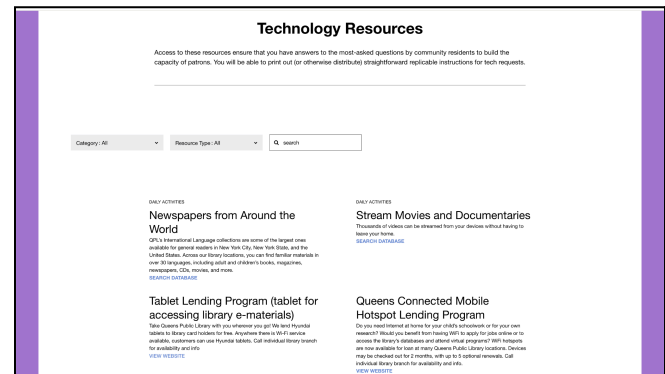 Technology Resources
Access to these resources ensure that you have answers to the most-asked questions by community residents to build the
capacity of patrons. You will be able to print out (or otherwise distribute) straightforward replicable instructions for tech requests.
Category : All
Resource Type : All
search
DAILY ACTIVITIES
Newspapers from Around the
World
QPL's International Language collections are some of the largest ones
available for general readers in New York City, New York State, and the
United States. Across our library locations, you can find familiar materials in
over 30 languages, including adult and children's books, magazines,
newspapers, CDs, movies, and more.
SEARCH DATABASE
DAILY ACTIVITIES
Stream Movies and Documentaries
Thousands of videos can be streamed from your devices without having to
leave your home.
SEARCH DATABASE
Tablet Lending Program (tablet for
accessing library e-materials)
Take Queens Public Library with you wherever you go! We lend Hyundai
tablets to library card holders for free. Anywhere there is Wi-Fi service
available, customers can use Hyundai tablets. Call individual library branch
for availability and info
VIEW WEBSITE
Queens Connected Mobile
Hotspot Lending Program
Do you need Internet at home for your child's schoolwork or for your own
research? Would you benefit from having WiFi to apply for jobs online or to
access the library's databases and attend virtual programs? WiFi hotspots
are now available for loan at many Queens Public Library locations. Devices
may be checked out for 2 months, with up to 5 optional renewals. Call
individual library branch for availability and info.
VIEW WEBSITE